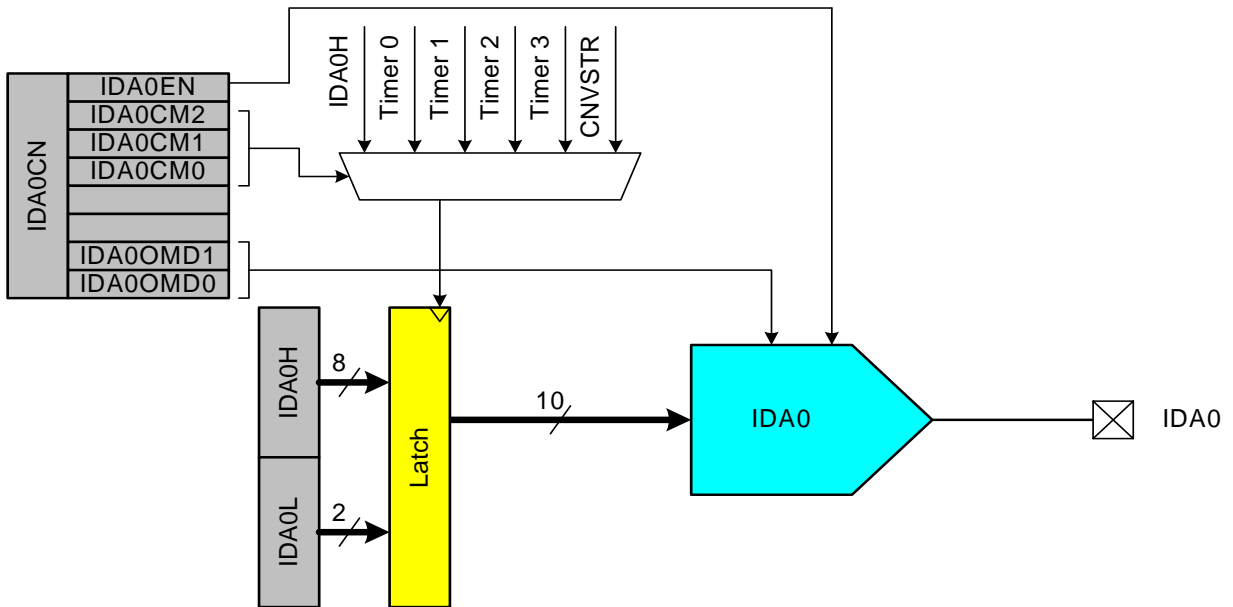 IDA0CN
IDA0EN
IDA0CM2
IDA0CM1
IDA0CM0
IDA0OMD1
IDA0OMD0
IDA0H
Timer 0
Timer 1
Timer 2
Timer 3
CNVSTR
IDA0H
8
IDA0L
2
Latch
10
IDA0
IDA0